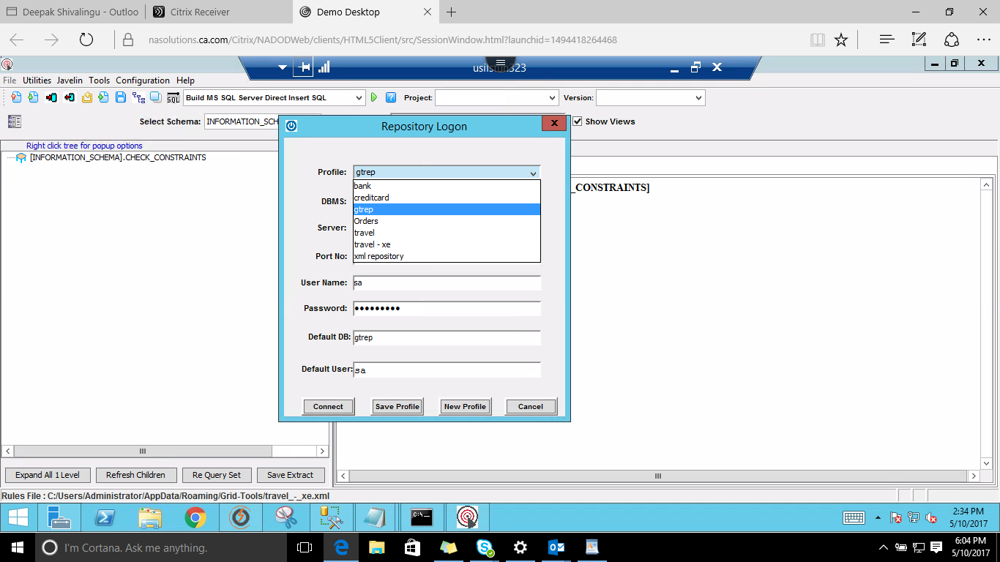 Deepak Shivalingu - Outloo
Citrix Receiver
Demo Desktop
nasolutions.ca.com/Citrix/NADODWeb/clients/HTML5Client/src/SessionWindow.html?launchid=1494418264468
File Utilities Javelin Tools Configuration Help
SQL Build MS SQL Server Direct Insert SQL Project: Version:
Select Schema: INFORMATION_SCH
Show Views
Right click tree for popup options
[INFORMATION_SCHEMA].CHECK_CONSTRAINTS
_CONSTRAINTS]
Repository Logon
Profile: gtrep
bank
creditcard
gtrep
Orders
travel
travel - xe
xml repository
DBMS:
Server:
Port No:
User Name: sa
Password: •••••••••
Default DB: gtrep
Default User: sa
Connect Save Profile New Profile Cancel
Expand All 1 Level Refresh Children Re Query Set Save Extract
Rules File : C:/Users/Administrator/AppData/Roaming/Grid-Tools/travel_-_xe.xml
2:34 PM
5/10/2017
I'm Cortana. Ask me anything.
6:04 PM
5/10/2017